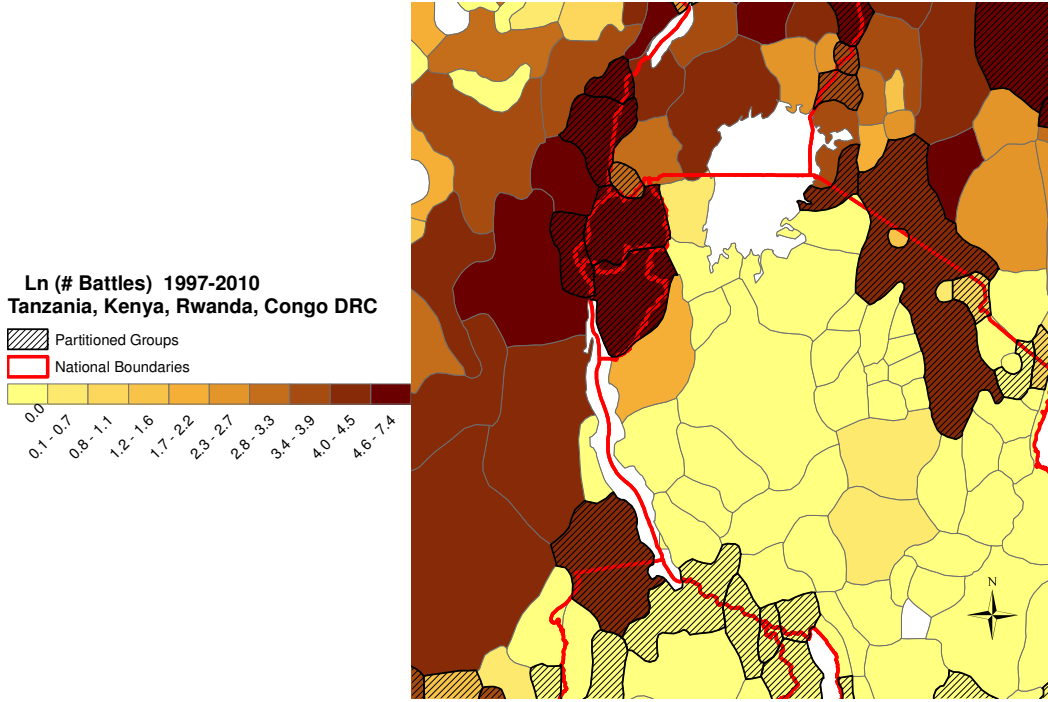 Ln (# Battles) 1997-2010
Tanzania, Kenya, Rwanda, Congo DRC
Partitioned Groups
National Boundaries
0.0
0.1 - 0.7
0.8 - 1.1
1.2 - 1.6
1.7 - 2.2
2.3 - 2.7
2.8 - 3.3
3.4 - 3.9
4.0 - 4.5
4.6 - 7.4
N